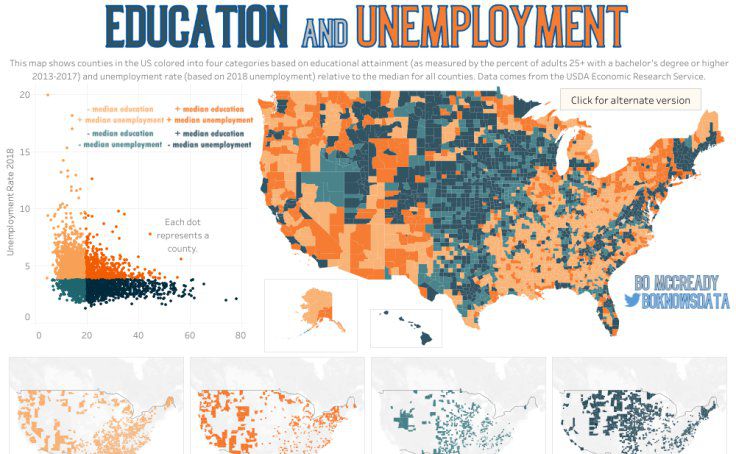 EDUCATION AND UNEMPLOYMENT
This map shows counties in the US colored into four categories based on educational attainment (as measured by the percent of adults 25+ with a bachelor's degree or higher
2013-2017) and unemployment rate (based on 2018 unemployment) relative to the median for all counties. Data comes from the USDA Economic Research Service.
Click for alternate version
20
- median education + median education
+ median unemployment + median unemployment
- median education + median education
- median unemployment - median unemployment
15
Unemployment Rate 2018
10
Each dot
represents a
county.
5
0
0 20 40 60 80
BO MCCREADY
BOKNOWSDATA